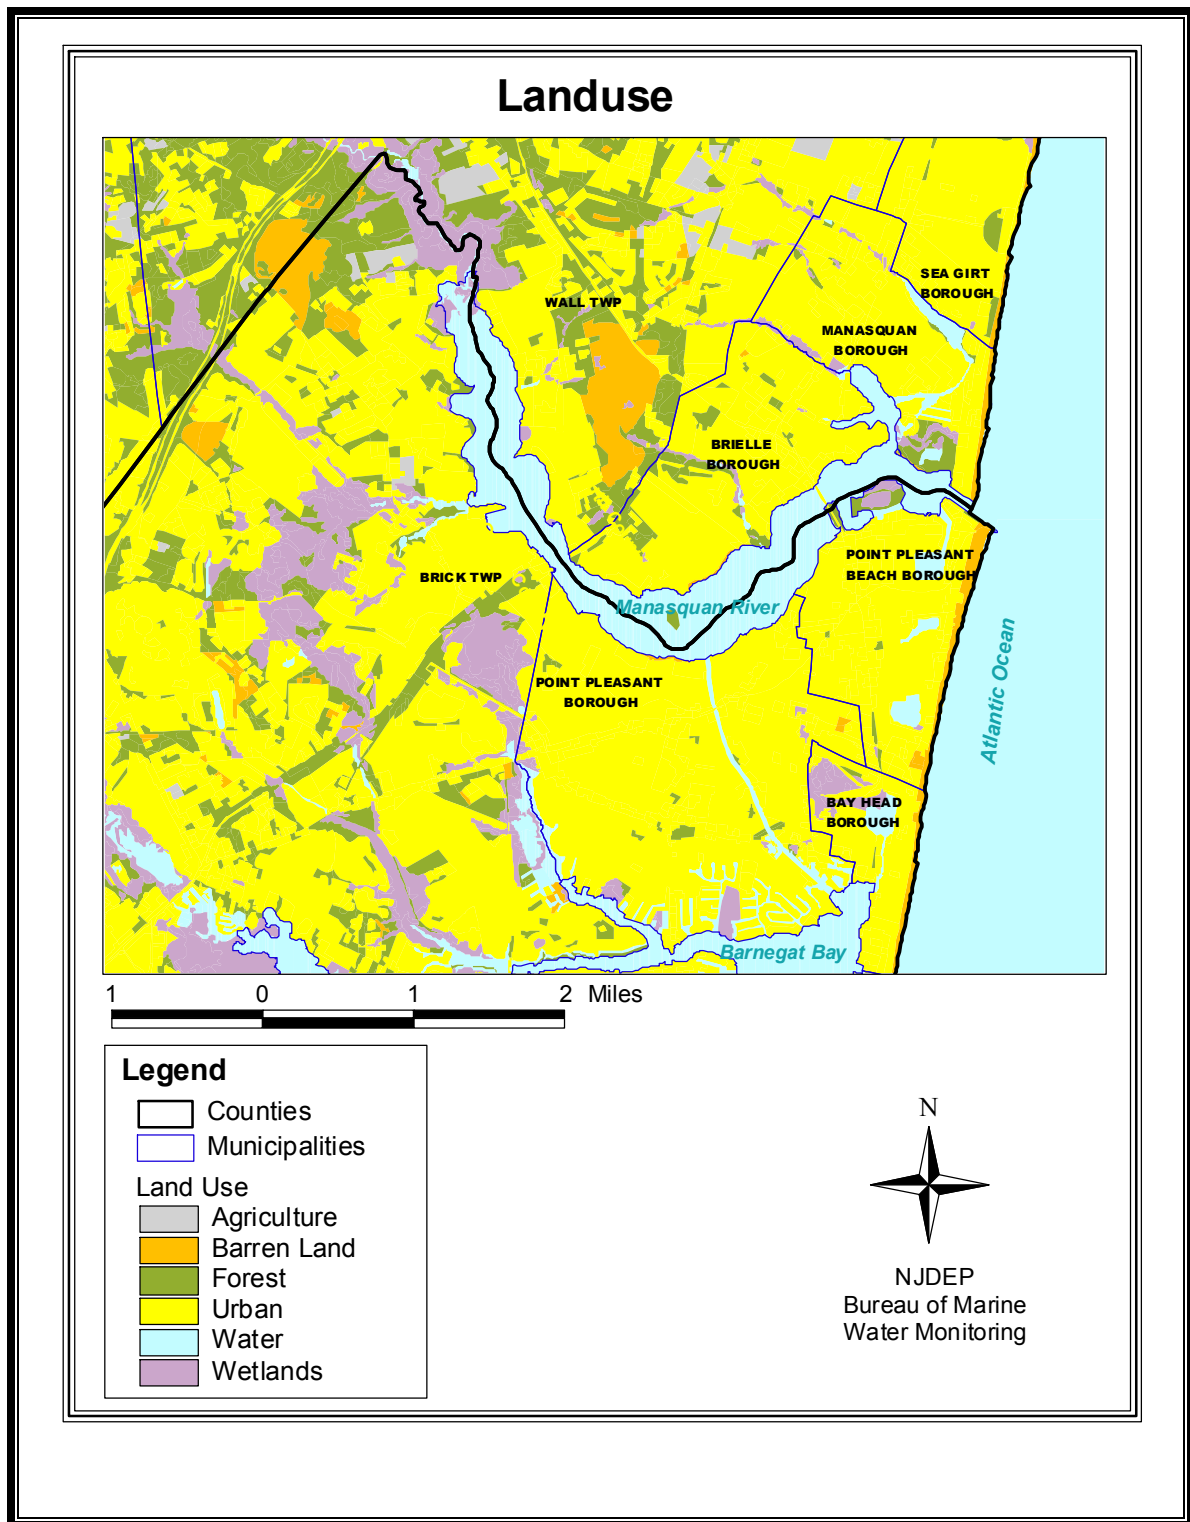 Landuse
SEA GIRT
BOROUGH
WALL TWP
MANASQUAN
BOROUGH
BRIELLE
BOROUGH
POINT PLEASANT
BEACH BOROUGH
BRICK TWP
Manasquan River
Atlantic Ocean
POINT PLEASANT
BOROUGH
BAY HEAD
BOROUGH
Barnegat Bay
1 0 1 2 Miles
Legend
Counties
Municipalities
Land Use
Agriculture
Barren Land
Forest
Urban
Water
Wetlands
N
NJDEP
Bureau of Marine
Water Monitoring